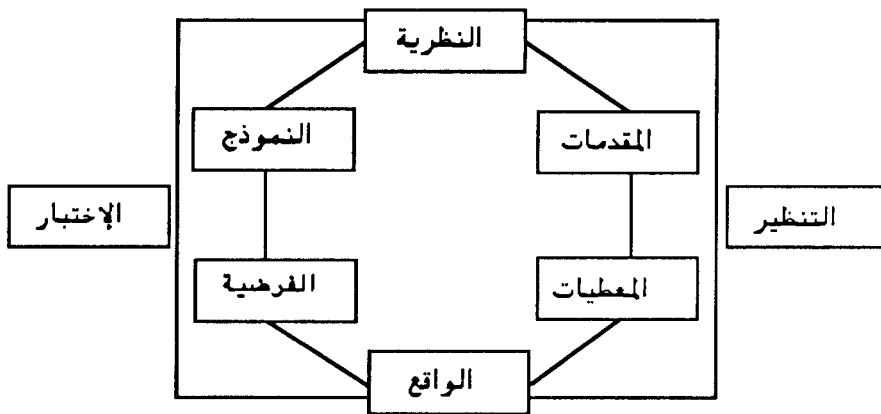 النظرية
المقدمات
النموذج
التنظير
الإختبار
المعطيات
الفرضية
الواقع